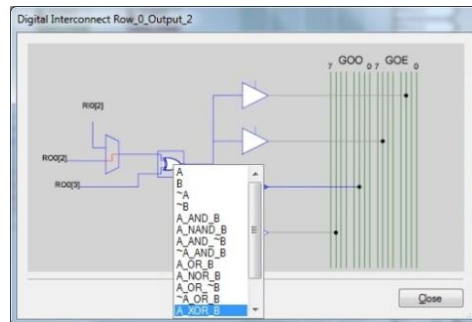 Digital Interconnect Row_0_Output_2
7 GOO 0 7 GOE 0
RI0[2]
RO0[2]
RO0[3]
A
B
~A
~B
A_AND_B
A_NAND_B
A_AND_~B
~A_AND_B
A_OR_B
A_NOR_B
A_OR_~B
~A_OR_B
A_XOR_B
Close